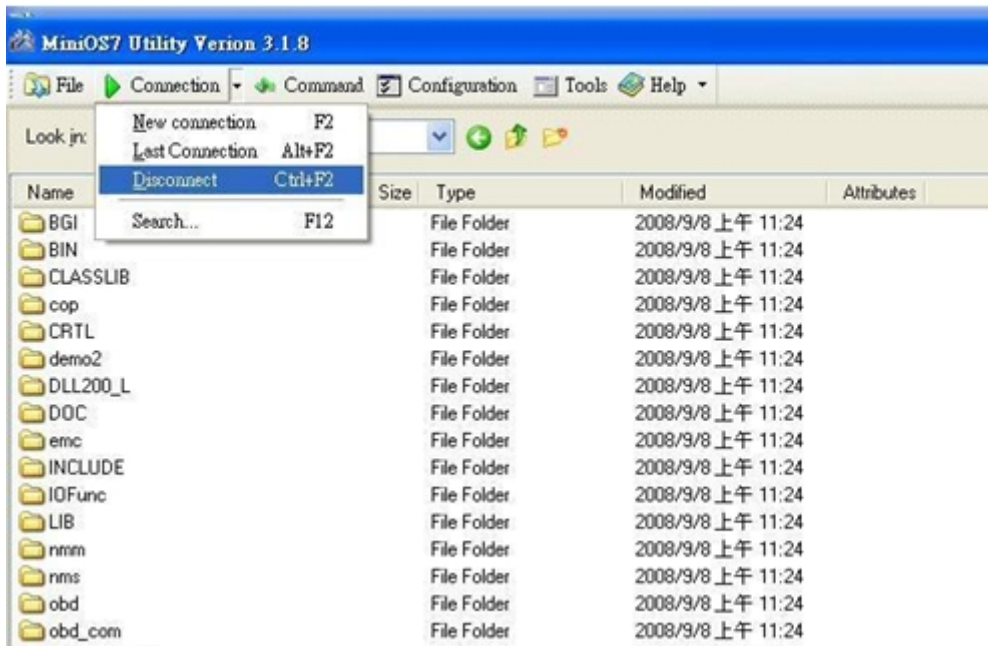 MiniOS7 Utility Verion 3.1.8
File Connection Command Configuration Tools Help
Look in:
New connection F2
Last Connection Alt+F2
Disconnect Ctrl+F2
Search... F12
Name Size Type Modified Attributes
BGI File Folder 2008/9/8 上午 11:24
BIN File Folder 2008/9/8 上午 11:24
CLASSLIB File Folder 2008/9/8 上午 11:24
cop File Folder 2008/9/8 上午 11:24
CRTL File Folder 2008/9/8 上午 11:24
demo2 File Folder 2008/9/8 上午 11:24
DLL200_L File Folder 2008/9/8 上午 11:24
DOC File Folder 2008/9/8 上午 11:24
emc File Folder 2008/9/8 上午 11:24
INCLUDE File Folder 2008/9/8 上午 11:24
IOFunc File Folder 2008/9/8 上午 11:24
LIB File Folder 2008/9/8 上午 11:24
nmm File Folder 2008/9/8 上午 11:24
nms File Folder 2008/9/8 上午 11:24
obd File Folder 2008/9/8 上午 11:24
obd_com File Folder 2008/9/8 上午 11:24